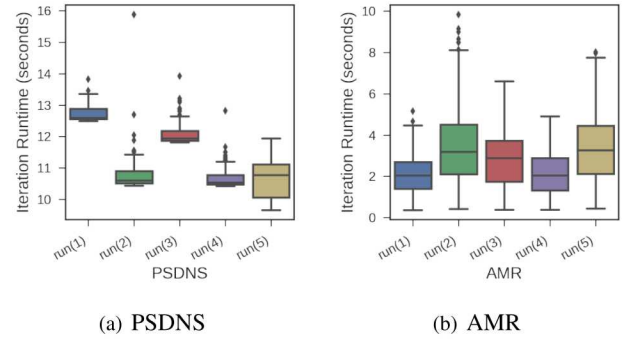 Iteration Runtime (seconds)
16
15
14
13
12
11
10
run(1) run(2) run(3) run(4) run(5)
PSDNS
(a) PSDNS
Iteration Runtime (seconds)
10
8
6
4
2
0
run(1) run(2) run(3) run(4) run(5)
AMR
(b) AMR